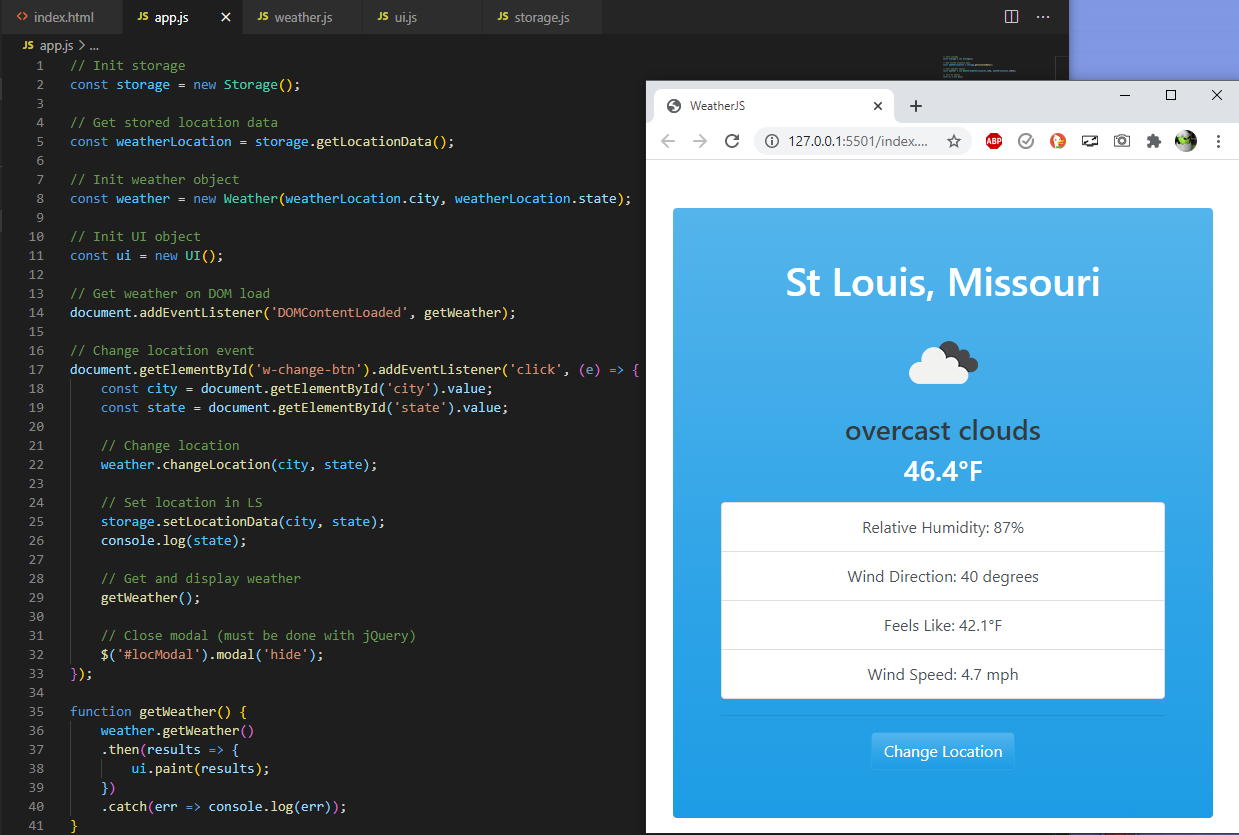 index.html
JS app.js
JS weather.js
JS ui.js
JS storage.js
JS app.js > ...
1 // Init storage
2 const storage = new Storage();
3
4 // Get stored location data
5 const weatherLocation = storage.getLocationData();
6
7 // Init weather object
8 const weather = new Weather(weatherLocation.city, weatherLocation.state);
9
10 // Init UI object
11 const ui = new UI();
12
13 // Get weather on DOM load
14 document.addEventListener('DOMContentLoaded', getWeather);
15
16 // Change location event
17 document.getElementById('w-change-btn').addEventListener('click', (e) => {
18     const city = document.getElementById('city').value;
19     const state = document.getElementById('state').value;
20
21     // Change location
22     weather.changeLocation(city, state);
23
24     // Set location in LS
25     storage.setLocationData(city, state);
26     console.log(state);
27
28     // Get and display weather
29     getWeather();
30
31     // Close modal (must be done with jQuery)
32     $('#locModal').modal('hide');
33 });
34
35 function getWeather() {
36     weather.getWeather()
37     .then(results => {
38         ui.paint(results);
39     })
40     .catch(err => console.log(err));
41 }
WeatherJS
127.0.0.1:5501/index....
ABP
St Louis, Missouri
overcast clouds
46.4°F
Relative Humidity: 87%
Wind Direction: 40 degrees
Feels Like: 42.1°F
Wind Speed: 4.7 mph
Change Location